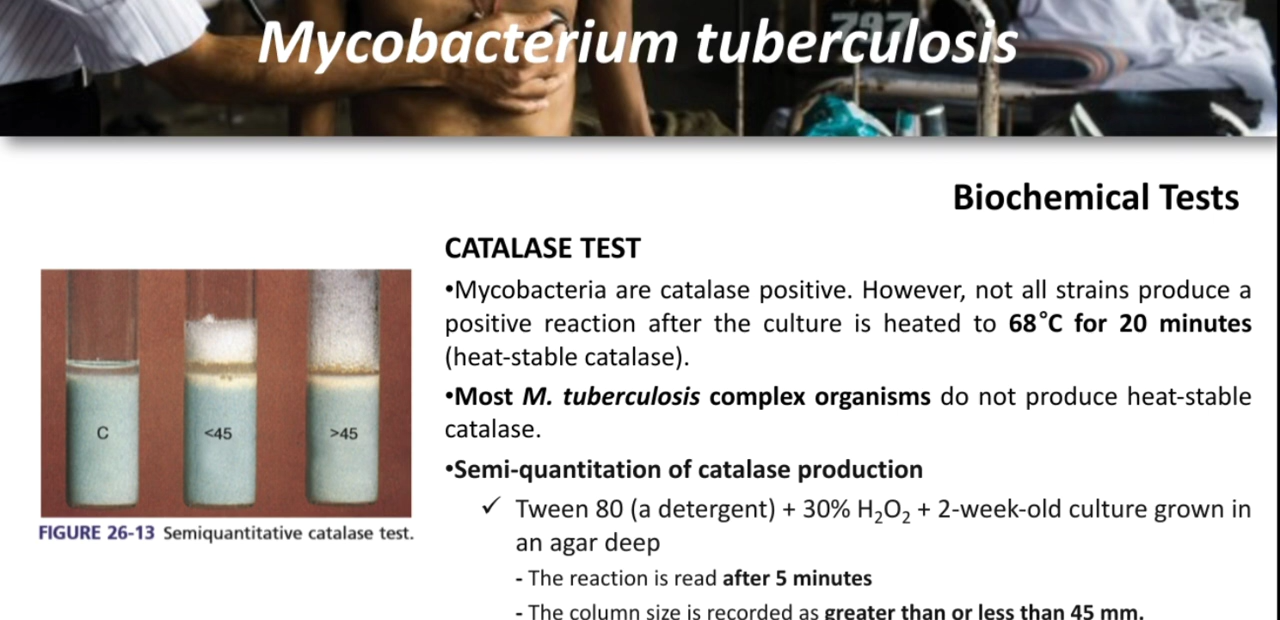 797
Mycobacterium tuberculosis
Biochemical Tests
CATALASE TEST
•Mycobacteria are catalase positive. However, not all strains produce a
positive reaction after the culture is heated to 68˚C for 20 minutes
(heat-stable catalase).
•Most M. tuberculosis complex organisms do not produce heat-stable
catalase.
•Semi-quantitation of catalase production
✓ Tween 80 (a detergent) + 30% H₂O₂ + 2-week-old culture grown in
an agar deep
- The reaction is read after 5 minutes
- The column size is recorded as greater than or less than 45 mm.
C
<45
>45
FIGURE 26-13 Semiquantitative catalase test.